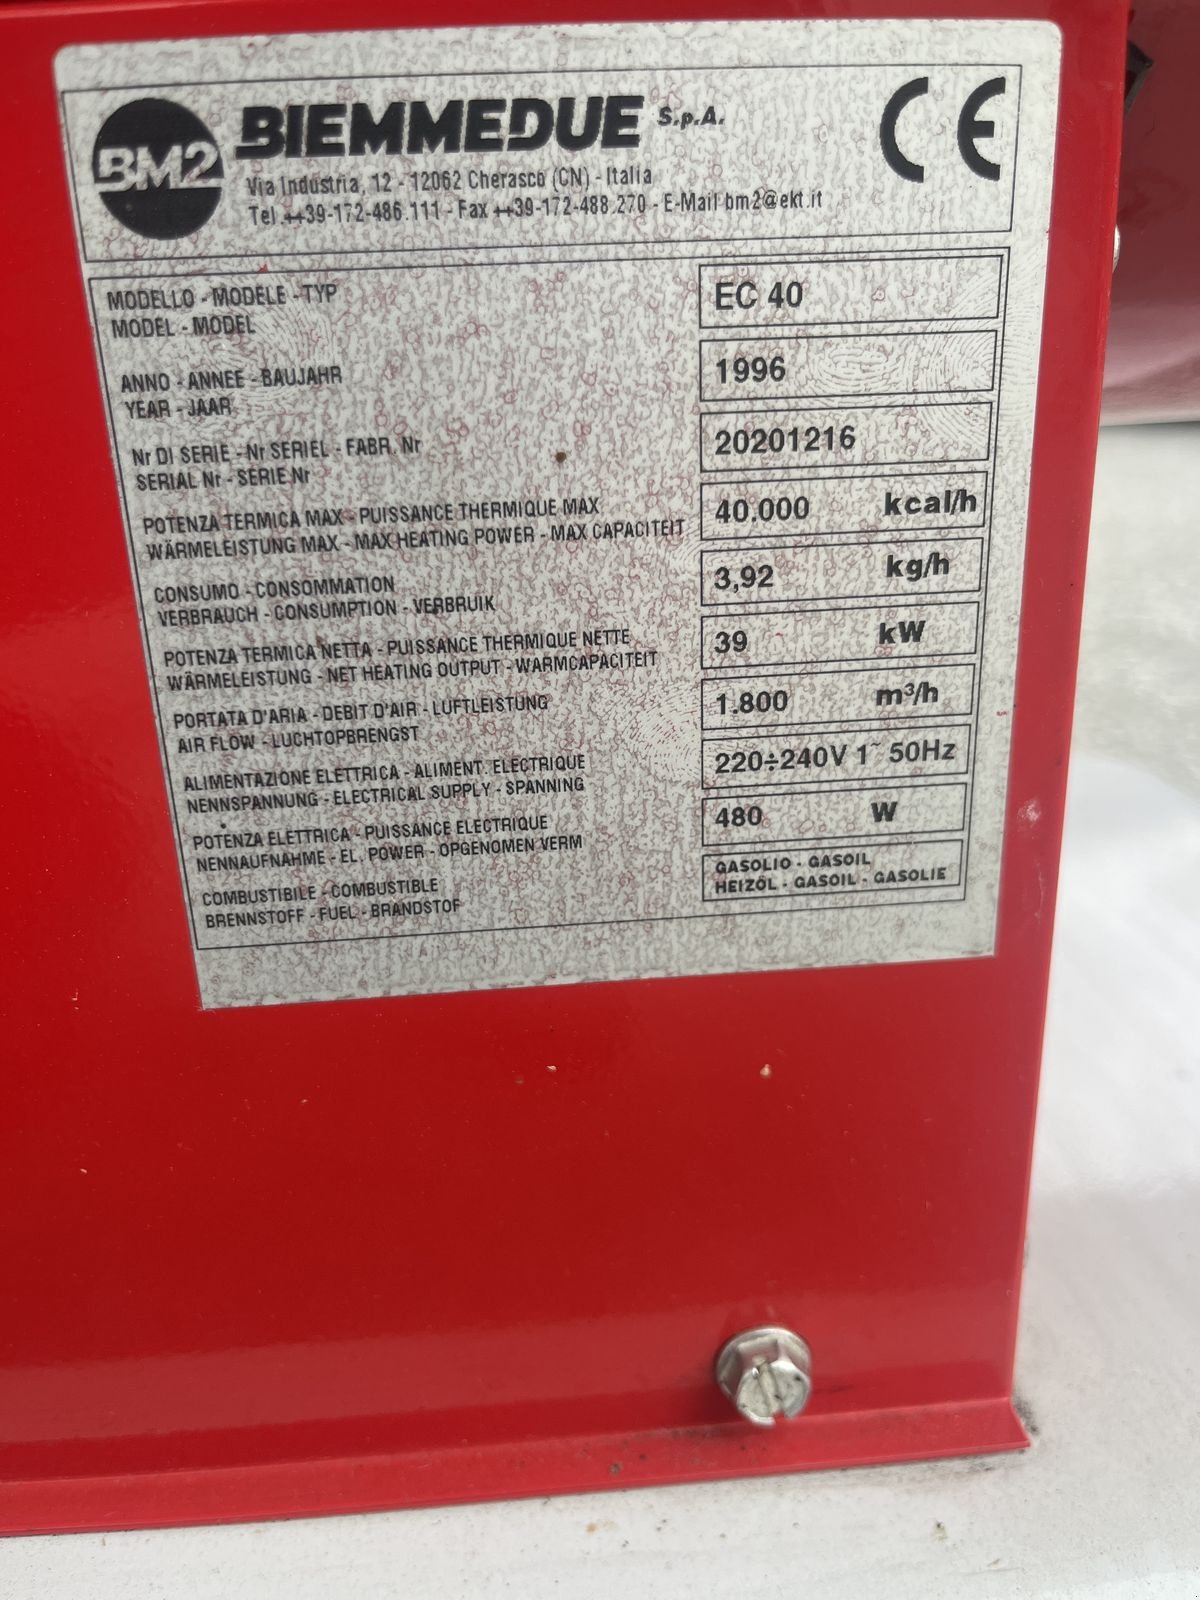 BM2 BIEMMEDUE S.p.A. CE
Via Industria, 12 - 12062 Cherasco (CN) - Italia
Tel.++39-172-486.111 - Fax ++39-172-488.270 - E-Mail bm2@ekt.it
MODELLO - MODELE - TYP
MODEL - MODEL
EC 40
ANNO - ANNEE - BAUJAHR
YEAR - JAAR
1996
Nr DI SERIE - Nr SERIEL - FABR. Nr
SERIAL Nr - SERIE Nr
20201216
POTENZA TERMICA MAX - PUISSANCE THERMIQUE MAX
WÄRMELEISTUNG MAX - MAX HEATING POWER - MAX CAPACITEIT
40.000 kcal/h
CONSUMO - CONSOMMATION
VERBRAUCH - CONSUMPTION - VERBRUIK
3,92 kg/h
POTENZA TERMICA NETTA - PUISSANCE THERMIQUE NETTE
WÄRMELEISTUNG - NET HEATING OUTPUT - WARMCAPACITEIT
39 kW
PORTATA D'ARIA - DEBIT D'AIR - LUFTLEISTUNG
AIR FLOW - LUCHTOPBRENGST
1.800 m³/h
ALIMENTAZIONE ELETTRICA - ALIMENT. ELECTRIQUE
NENNSPANNUNG - ELECTRICAL SUPPLY - SPANNING
220÷240V 1~ 50Hz
POTENZA ELETTRICA - PUISSANCE ELECTRIQUE
NENNAUFNAHME - EL. POWER - OPGENOMEN VERM
480 W
COMBUSTIBILE - COMBUSTIBLE
BRENNSTOFF - FUEL - BRANDSTOF
GASOLIO - GASOIL
HEIZÖL - GASOIL - GASOLIE